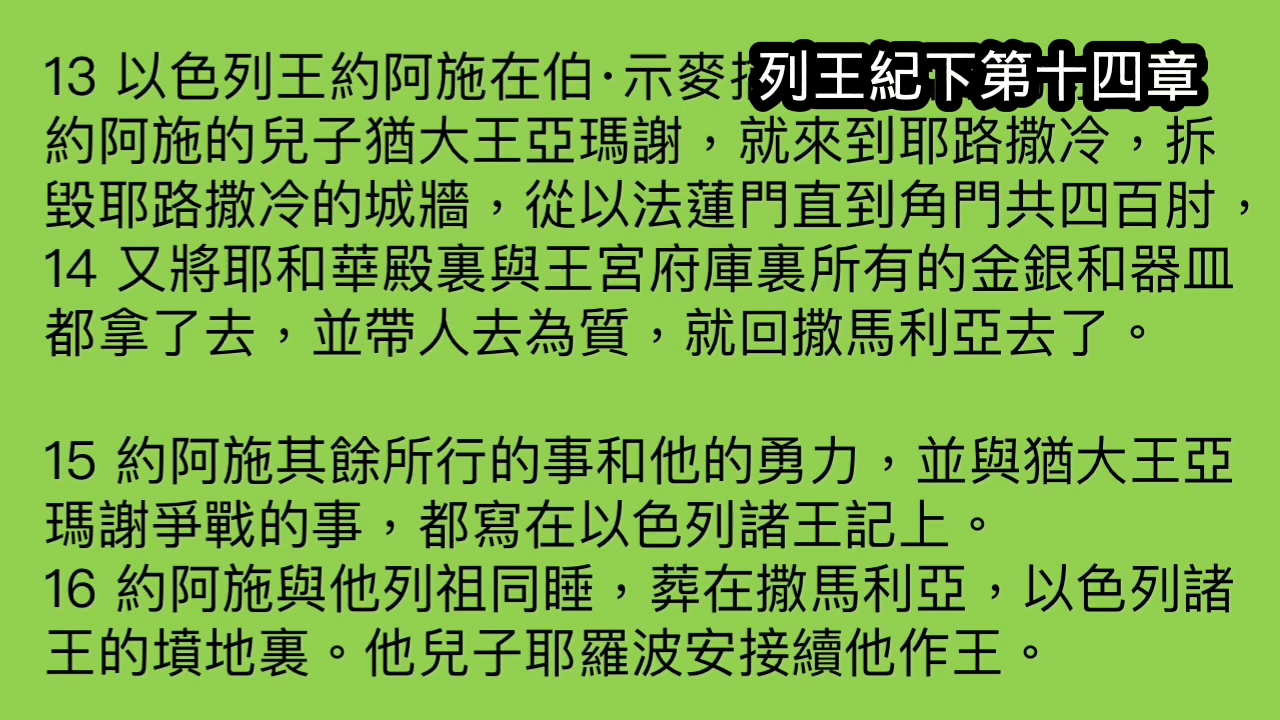 列王紀下第十四章
13 以色列王約阿施在伯·示麥
約阿施的兒子猶大王亞瑪謝，就來到耶路撒冷，拆
毀耶路撒冷的城牆，從以法蓮門直到角門共四百肘，
14 又將耶和華殿裏與王宮府庫裏所有的金銀和器皿
都拿了去，並帶人去為質，就回撒馬利亞去了。
15 約阿施其餘所行的事和他的勇力，並與猶大王亞
瑪謝爭戰的事，都寫在以色列諸王記上。
16 約阿施與他列祖同睡，葬在撒馬利亞，以色列諸
王的墳地裏。他兒子耶羅波安接續他作王。